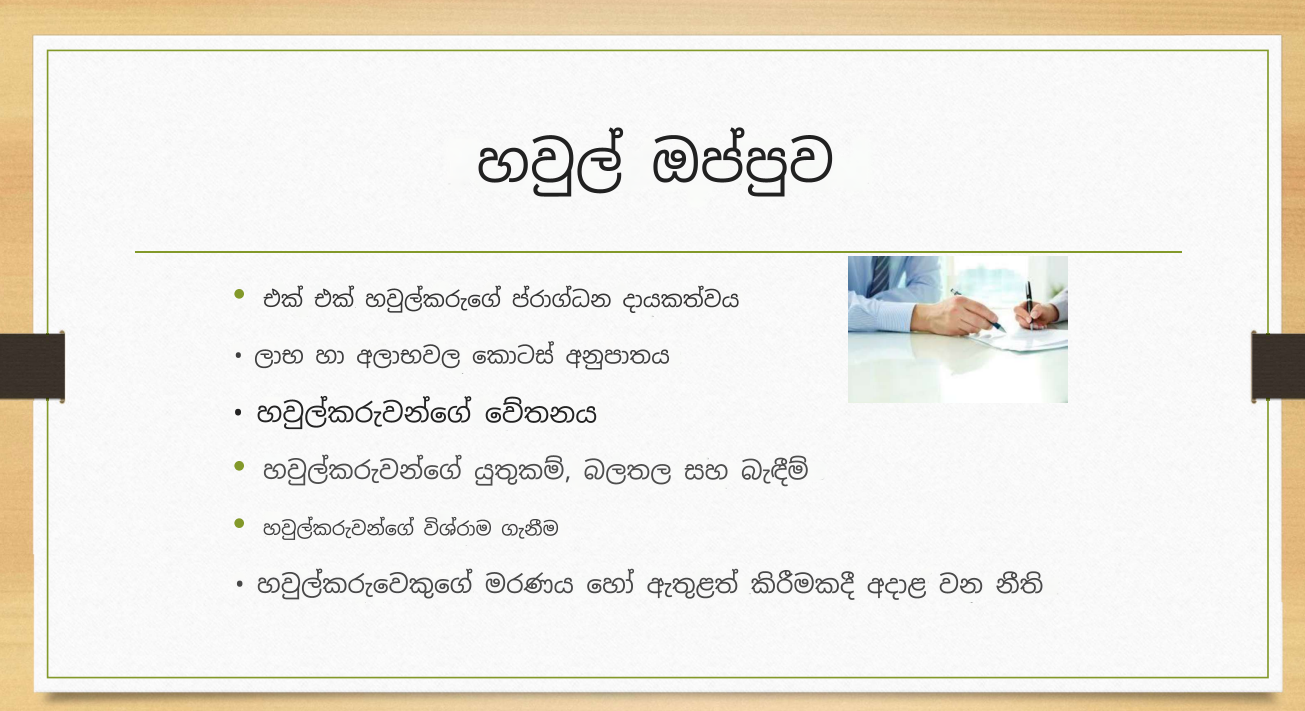 හවුල් ඔප්පුව
• එක් එක් හවුල්කරුගේ ප්රාග්ධන දායකත්වය
• ලාභ හා අලාභවල කොටස් අනුපාතය
• හවුල්කරුවන්ගේ වේතනය
• හවුල්කරුවන්ගේ යුතුකම්, බලතල සහ බැඳීම්
• හවුල්කරුවන්ගේ විශ්රාම ගැනීම
• හවුල්කරුවෙකුගේ මරණය හෝ ඇතුළත් කිරීමකදී අදාළ වන නීති